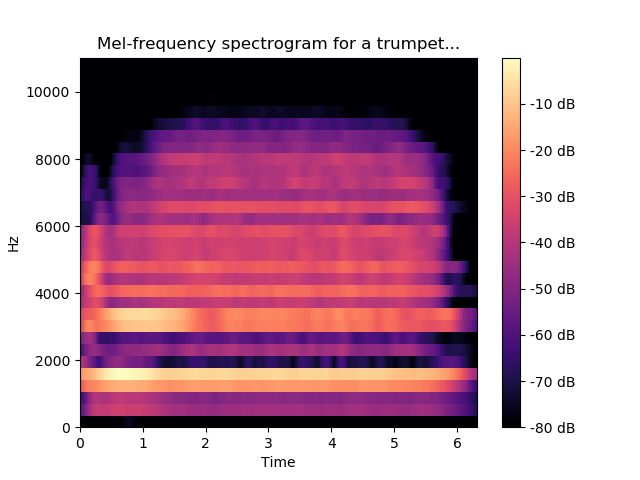 Mel-frequency spectrogram for a trumpet...
10000
8000
6000
4000
2000
0
Hz
0 1 2 3 4 5 6
Time
-10 dB
-20 dB
-30 dB
-40 dB
-50 dB
-60 dB
-70 dB
-80 dB